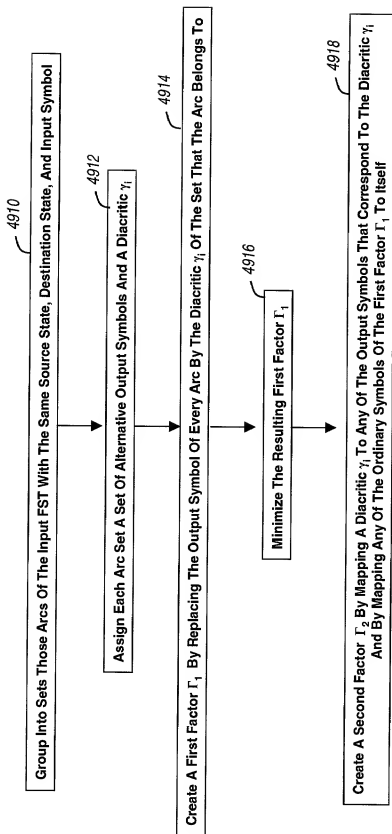 4910
Group Into Sets Those Arcs Of The Input FST With The Same Source State, Destination State, And Input Symbol
4912
Assign Each Arc Set A Set Of Alternative Output Symbols And A Diacritic γi
4914
Create A First Factor Γ1 By Replacing The Output Symbol Of Every Arc By The Diacritic γi Of The Set That The Arc Belongs To
4916
Minimize The Resulting First Factor Γ1
4918
Create A Second Factor Γ2 By Mapping A Diacritic γi To Any Of The Output Symbols That Correspond To The Diacritic γi
And By Mapping Any Of The Ordinary Symbols Of The First Factor Γ1 To Itself